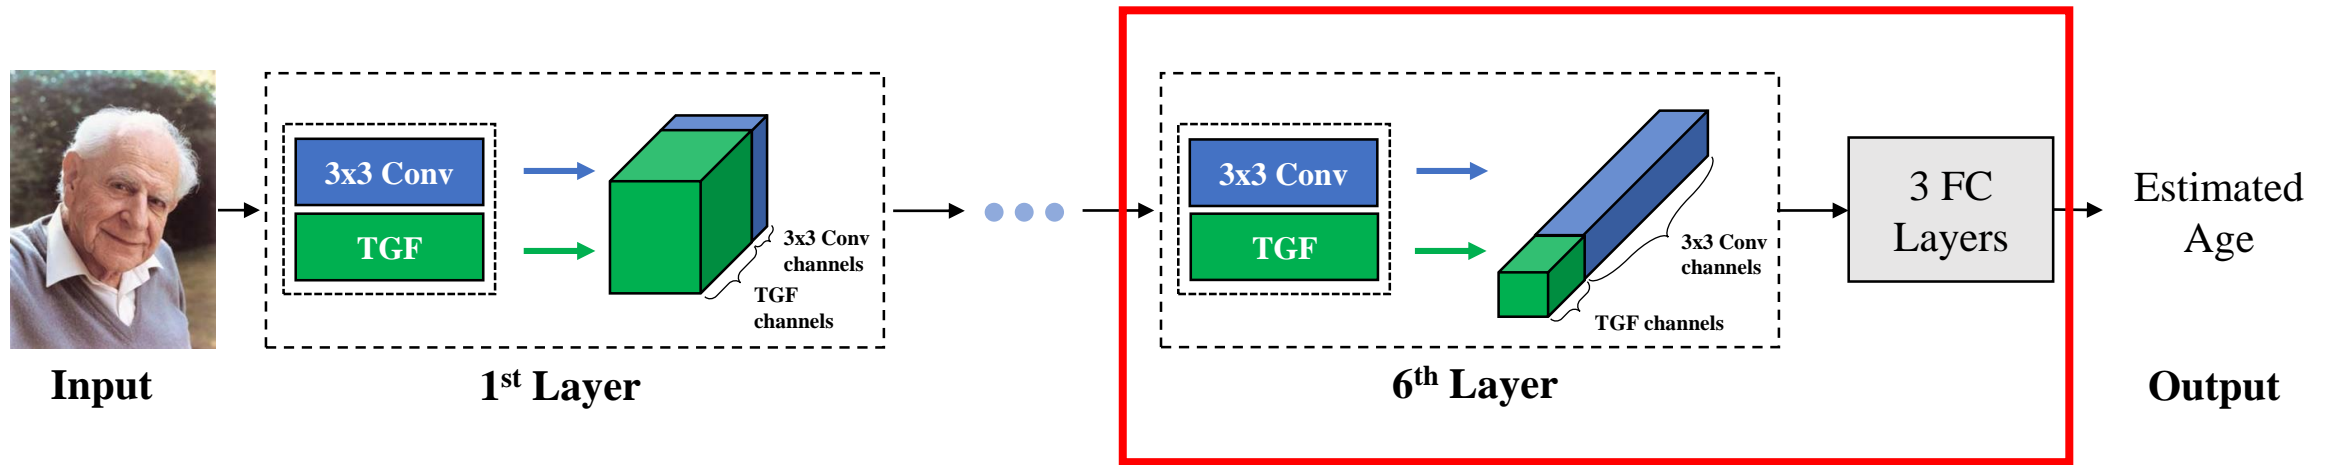 3x3 Conv
TGF
3x3 Conv
channels
TGF
channels
1st Layer
3x3 Conv
TGF
3x3 Conv
channels
TGF channels
6th Layer
3 FC
Layers
Estimated
Age
Input
Output